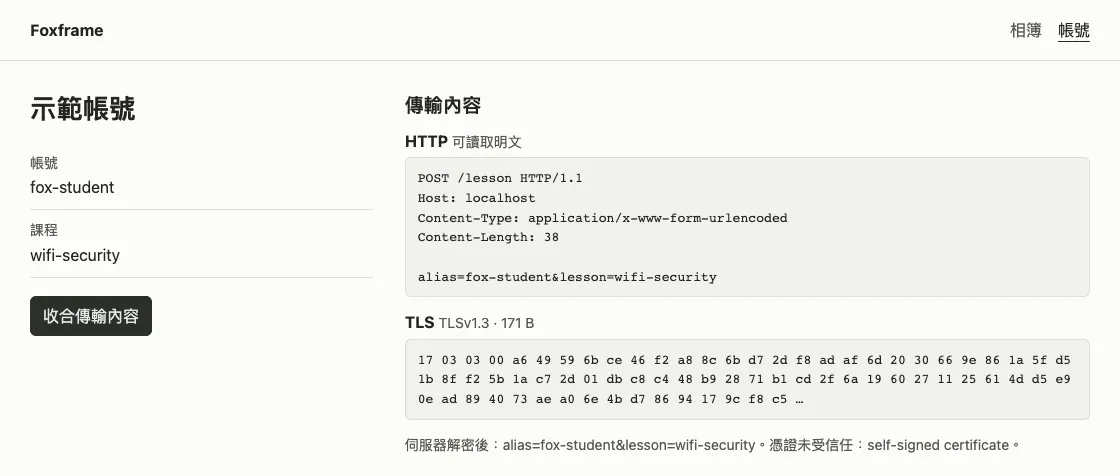 Foxframe
相簿 帳號
示範帳號
帳號
fox-student
課程
wifi-security
收合傳輸內容
傳輸內容
HTTP 可讀取明文
POST /lesson HTTP/1.1
Host: localhost
Content-Type: application/x-www-form-urlencoded
Content-Length: 38
alias=fox-student&lesson=wifi-security
TLS TLSv1.3 · 171 B
17 03 03 00 a6 49 59 6b ce 46 f2 a8 8c 6b d7 2d f8 ad af 6d 20 30 66 9e 86 1a 5f d5
1b 8f f2 5b 1a c7 2d 01 db c8 c4 48 b9 28 71 b1 cd 2f 6a 19 60 27 11 25 61 4d d5 e9
0e ad 89 40 73 ae a0 6e 4b d7 86 94 17 9c f8 c5 …
伺服器解密後：alias=fox-student&lesson=wifi-security。憑證未受信任：self-signed certificate。